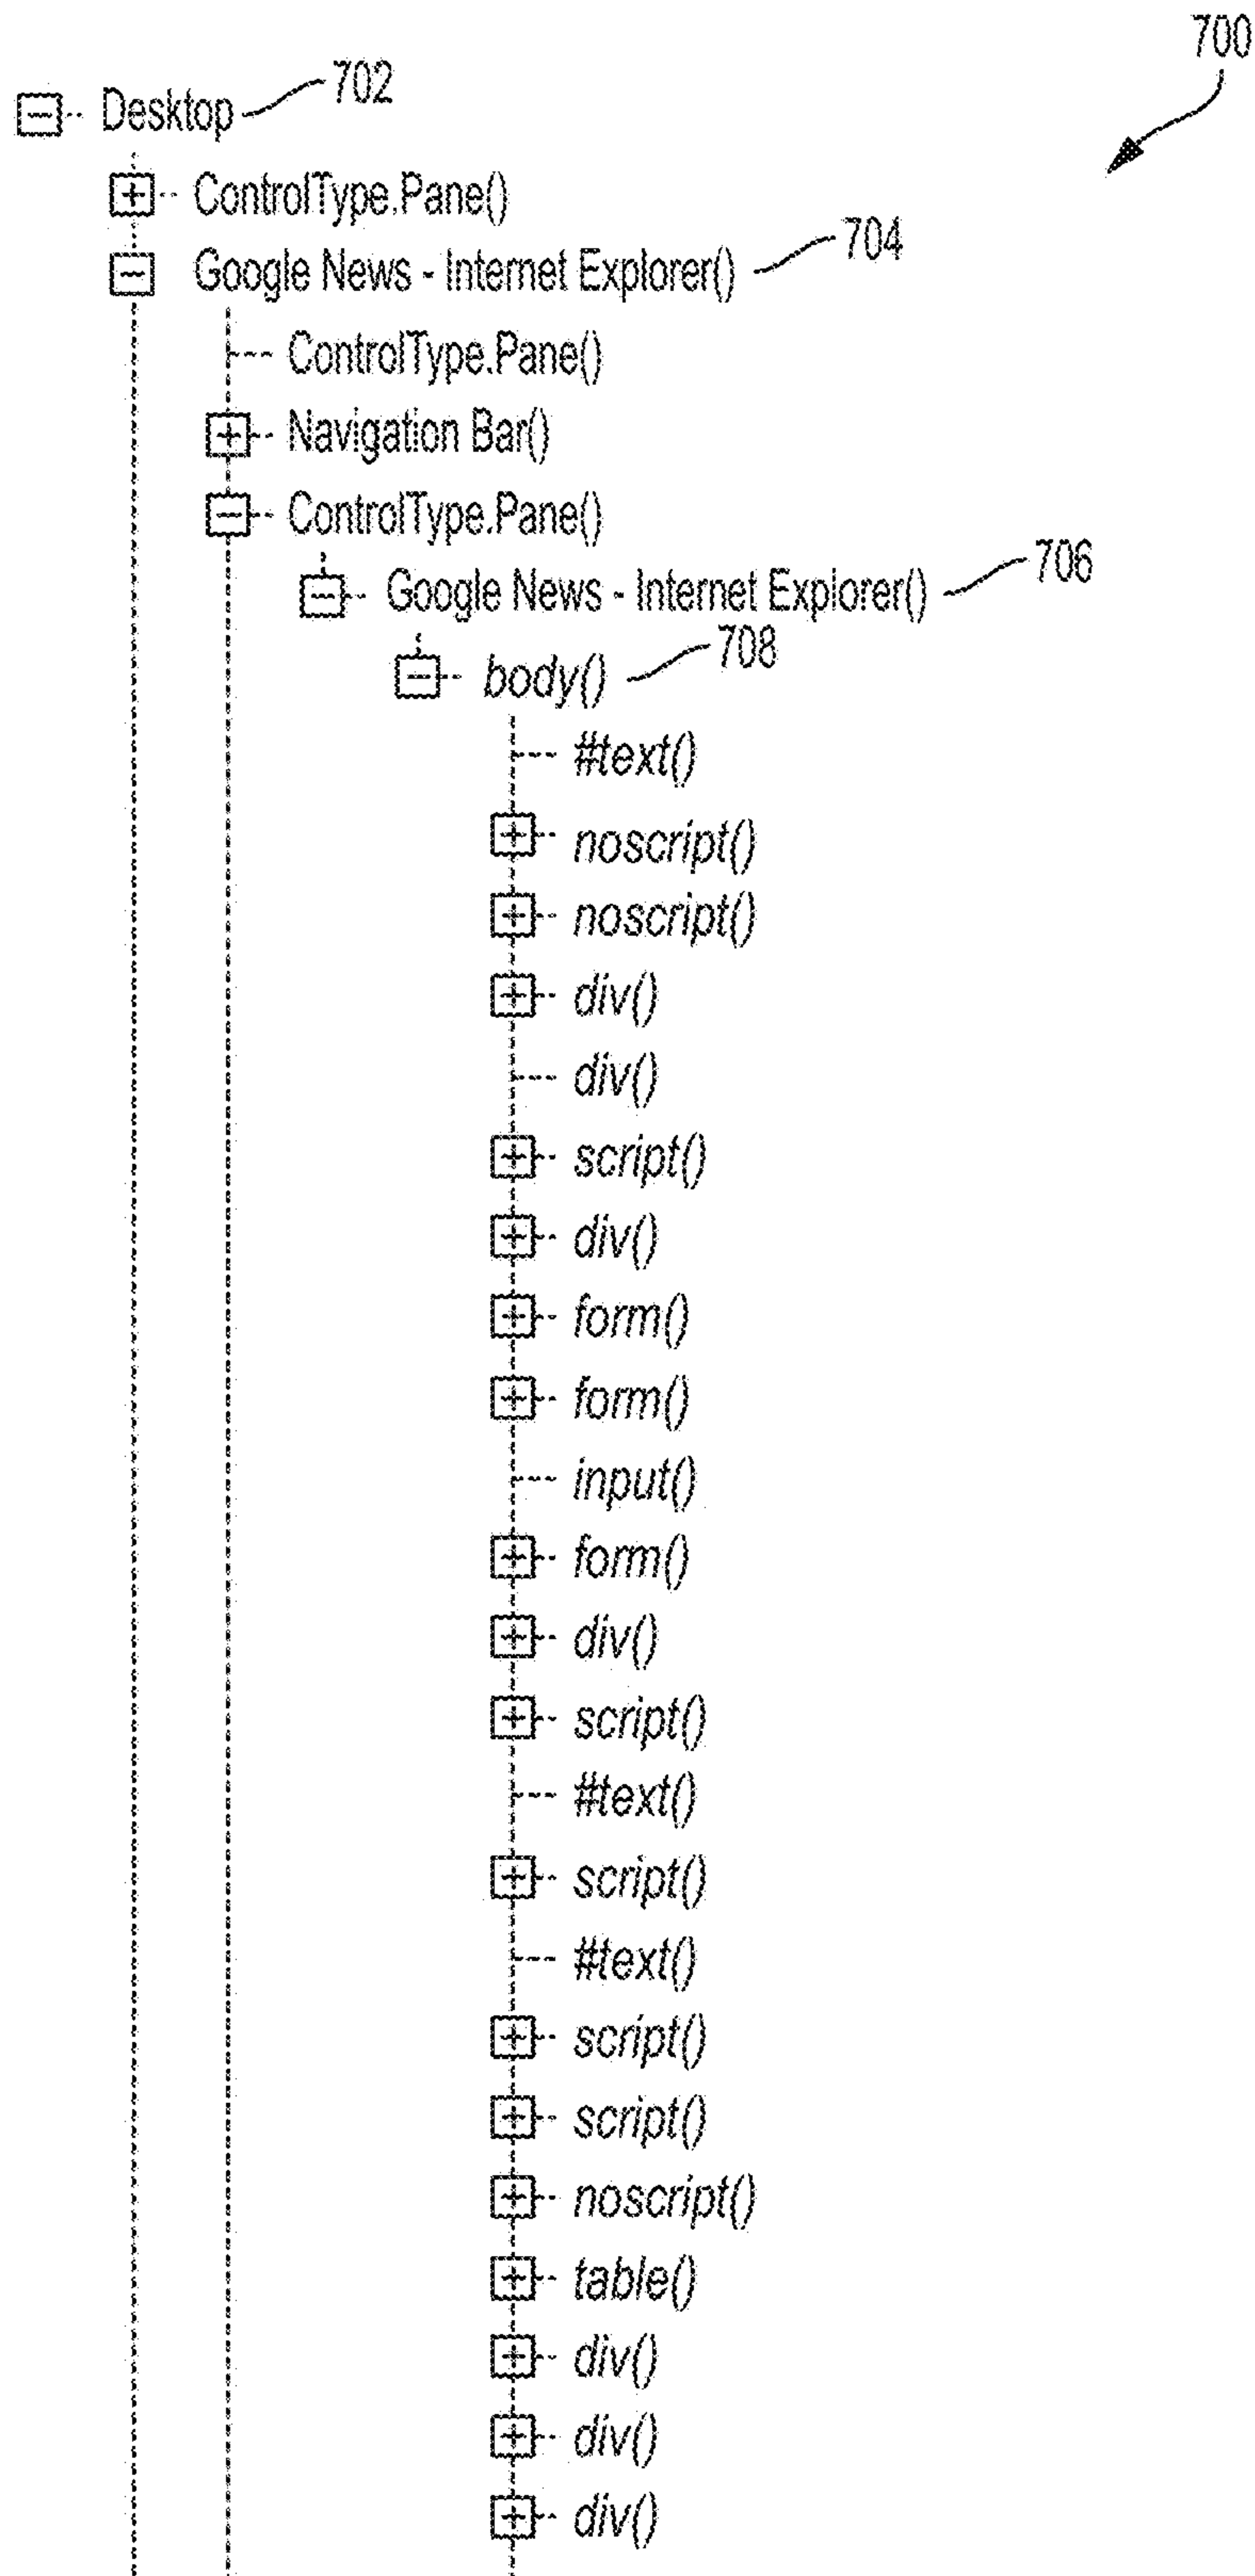 700
Desktop 702
ControlType.Pane()
Google News - Internet Explorer() 704
ControlType.Pane()
Navigation Bar()
ControlType.Pane()
Google News - Internet Explorer() 706
body() 708
#text()
noscript()
noscript()
div()
div()
script()
div()
form()
form()
input()
form()
div()
script()
#text()
script()
#text()
script()
script()
noscript()
table()
div()
div()
div()